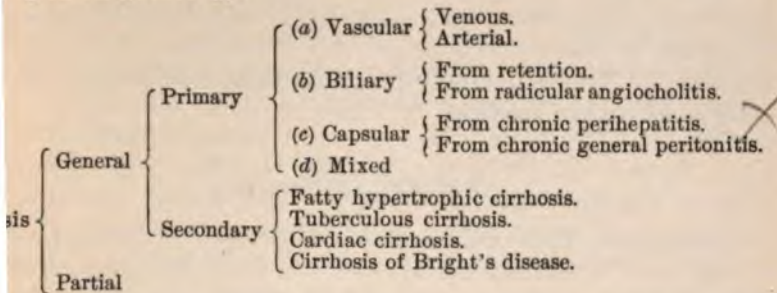 (a) Vascular { Venous.
Arterial.
(b) Biliary { From retention.
From radicular angiocholitis.
Primary
(c) Capsular { From chronic perihepatitis.
From chronic general peritonitis.
General
(d) Mixed
Fatty hypertrophic cirrhosis.
sis
Tuberculous cirrhosis.
Secondary
Cardiac cirrhosis.
Cirrhosis of Bright's disease.
Partial